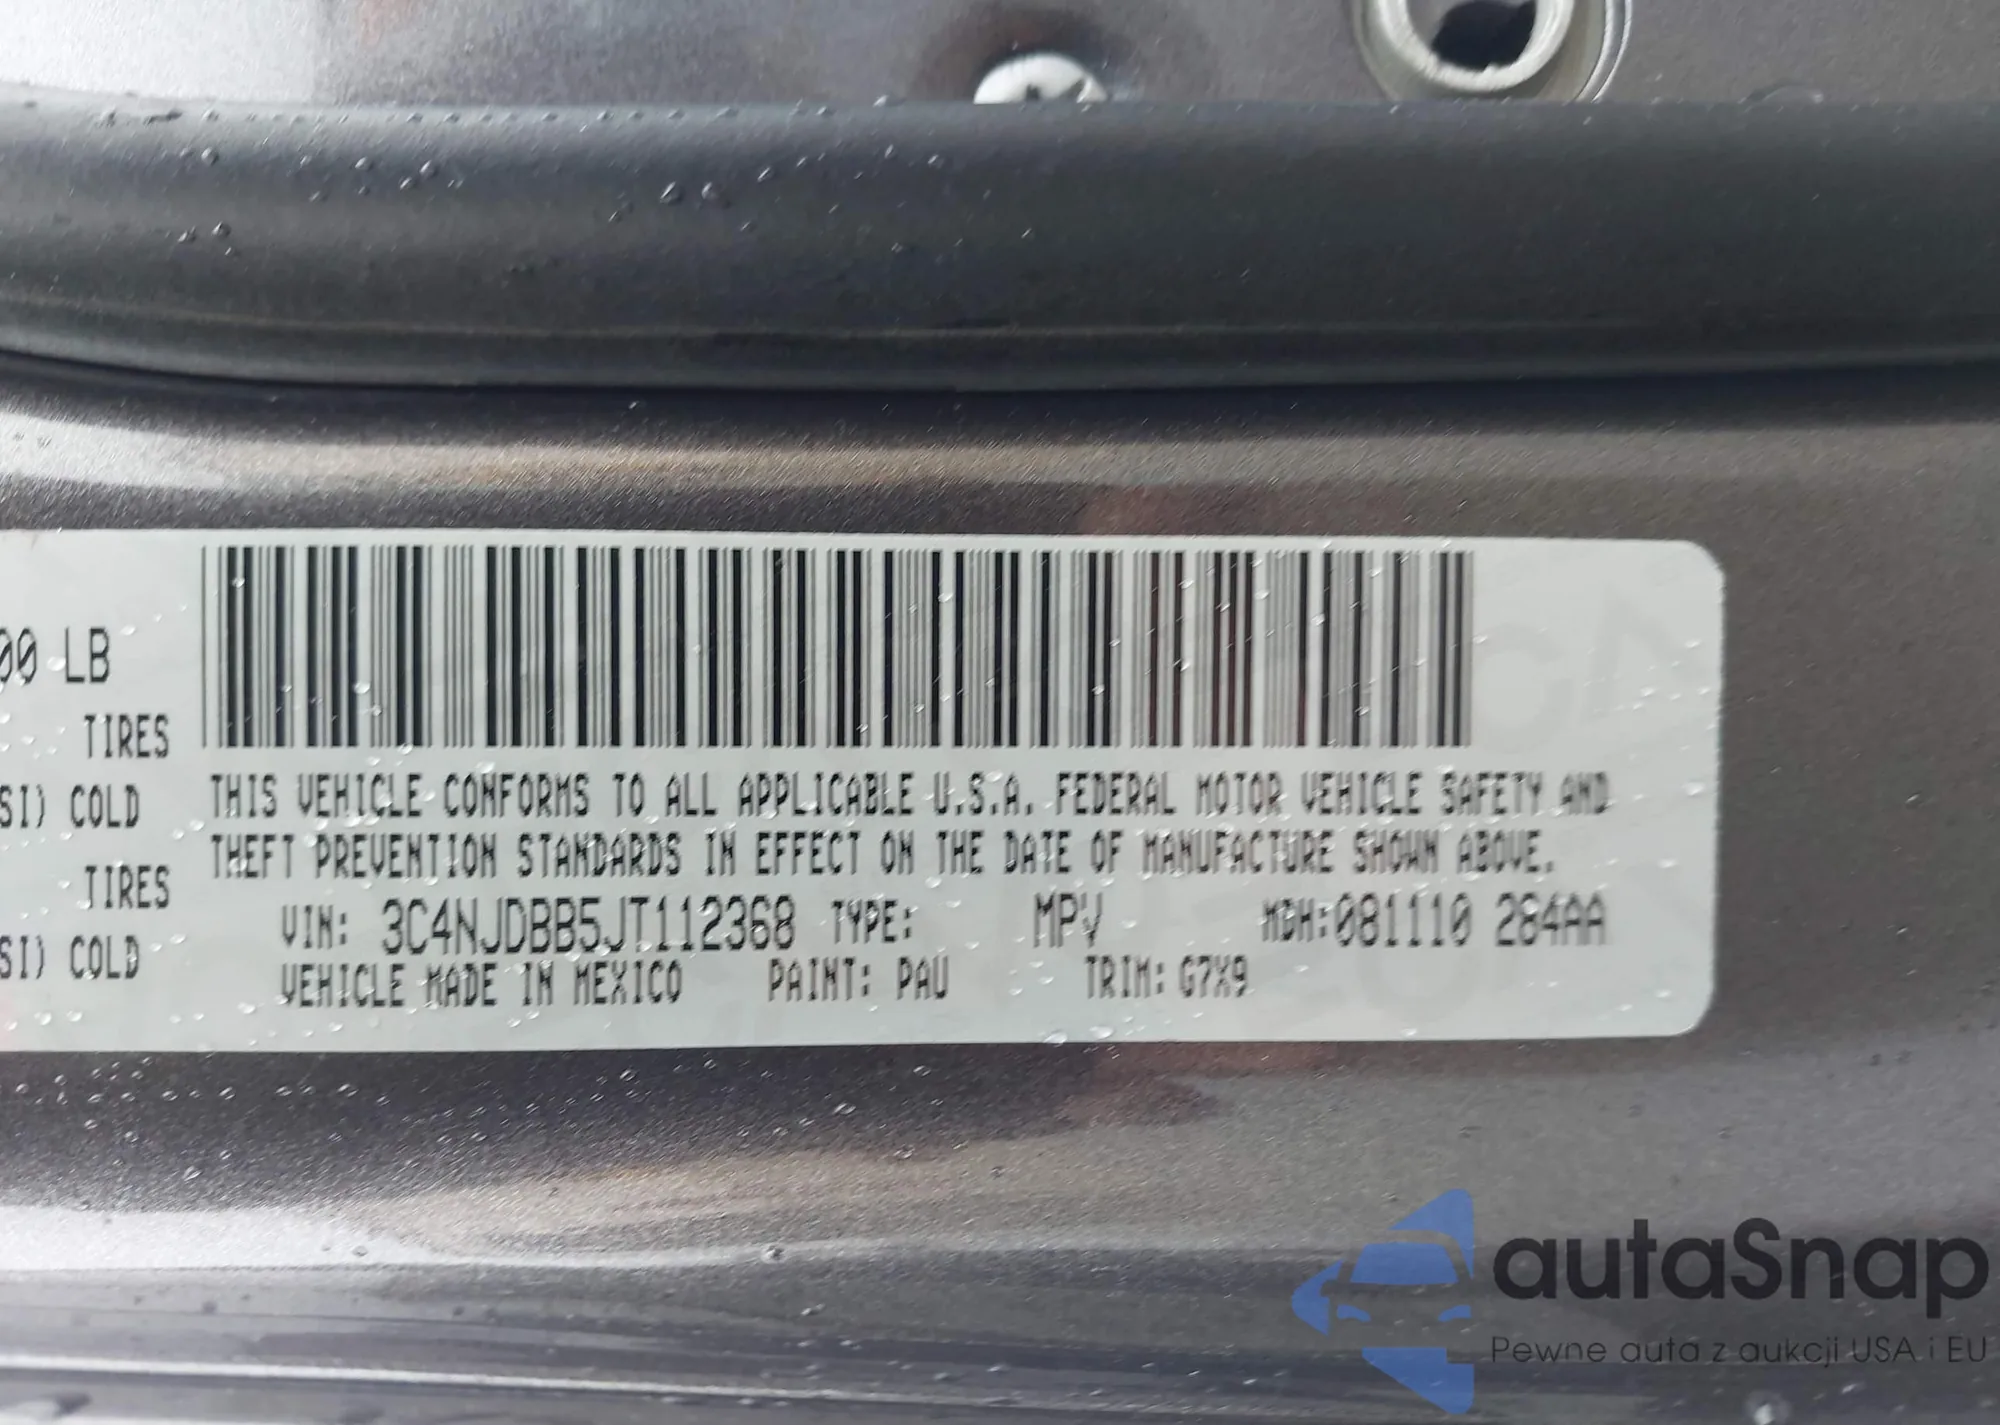 00 LB
TIRES
SI) COLD
TIRES
SI) COLD
THIS VEHICLE CONFORMS TO ALL APPLICABLE U.S.A. FEDERAL MOTOR VEHICLE SAFETY AND
THEFT PREVENTION STANDARDS IN EFFECT ON THE DATE OF MANUFACTURE SHOWN ABOVE.
VIN: 3C4NJDBB5JT112368 TYPE: MPV MDH:081110 284AA
VEHICLE MADE IN MEXICO PAINT: PAU TRIM: G7X9
autaSnap
Pewne auta z aukcji USA i EU